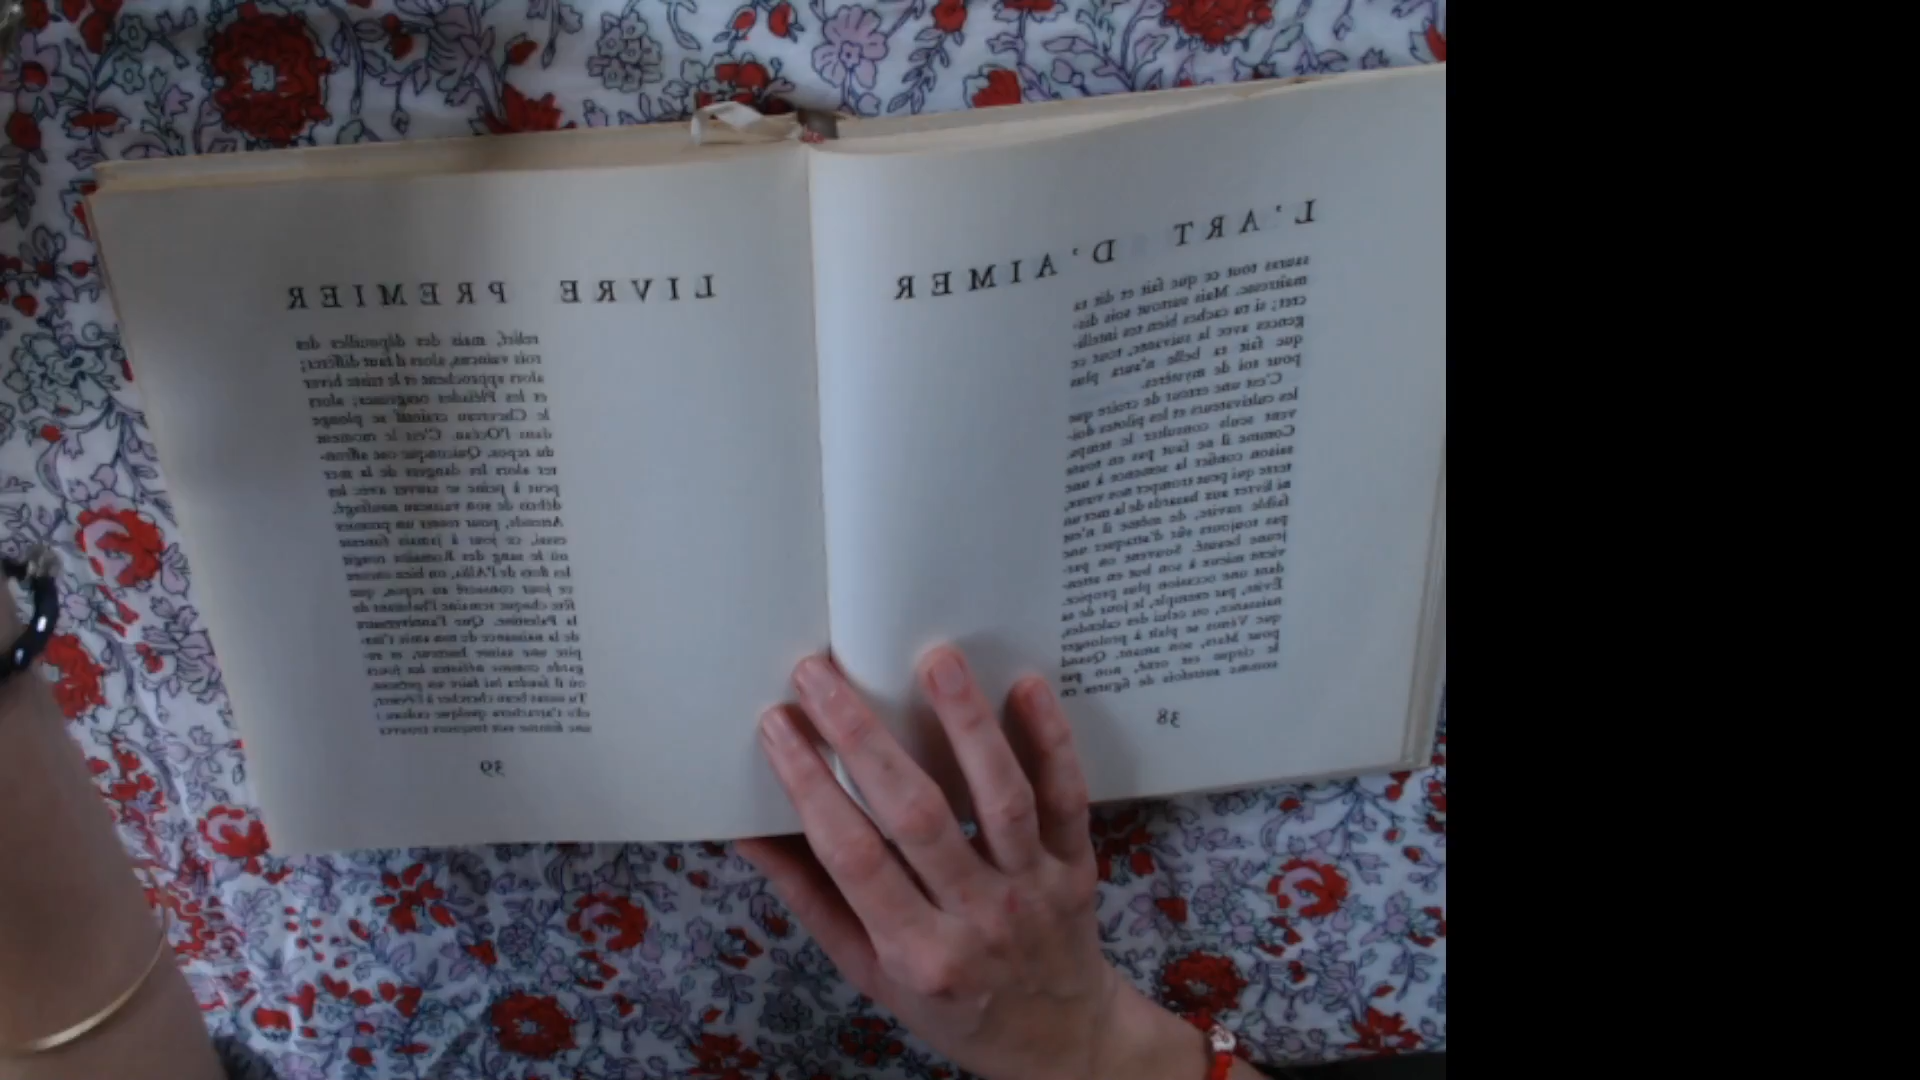 L'ART D'AIMER
sauras tout ce que fait et dit ta
maîtresse. Mais surtout sois dis-
cret; si tu caches bien tes intelli-
gences avec la suivante, tout ce
que fait ta belle n'aura plus
pour toi de mystères.
C'est une erreur de croire que
les cultivateurs et les pilotes doi-
vent seuls consulter le temps.
Comme il ne faut pas en toute
saison confier la semence à une
terre qui peut tromper nos vœux,
ni livrer aux hasards de la mer un
faible navire, de même il n'est
pas toujours sûr d'attaquer une
jeune beauté. Souvent on par-
vient mieux à son but en atten-
dant une occasion plus propice.
Évite, par exemple, le jour de sa
naissance, ou celui des calendes,
que Vénus se plaît à prolonger
pour Mars, son amant. Quand
le cirque est orné, non pas
comme autrefois de figures en
38
LIVRE PREMIER
relief, mais des dépouilles des
rois vaincus, alors il faut différer;
alors approchent et le triste hiver
et les Pléiades orageuses; alors
le Chevreau craintif se plonge
dans l'Océan. C'est le moment
du repos. Quiconque ose affron-
ter alors les dangers de la mer
peut à peine se sauver avec les
débris de son vaisseau naufragé.
Attends, pour tenter un premier
essai, ce jour à jamais funeste
où le sang des Romains rougit
les flots de l'Allia, ou bien encore
ce jour consacré au repos, que
fête chaque semaine l'habitant de
la Palestine. Que l'anniversaire
de la naissance de ton amie t'ins-
pire une sainte horreur, et re-
garde comme néfastes les jours
où il faudra lui faire un présent.
Tu auras beau chercher à l'éviter,
elle t'arrachera quelque cadeau :
une femme sait toujours trouver
39